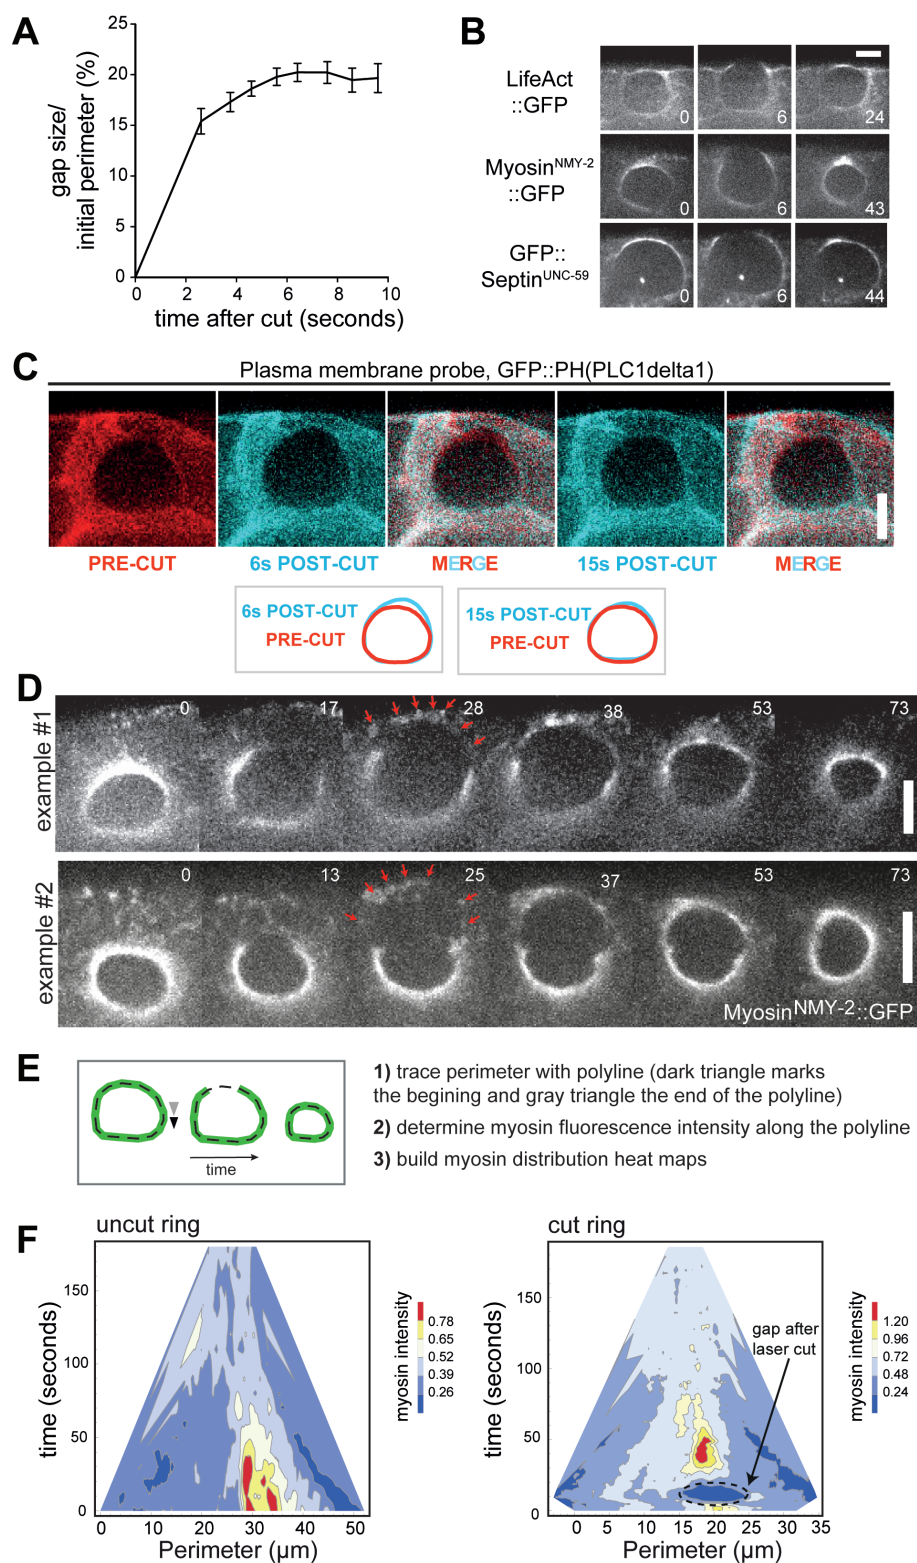 A
25
20
15
10
5
0
gap size/
initial perimeter (%)
0 2 4 6 8 10
time after cut (seconds)
B
LifeAct
::GFP
0 6 24
Myosin^NMY-2
::GFP
0 6 43
GFP::
Septin^UNC-59
0 6 44
C
Plasma membrane probe, GFP::PH(PLC1delta1)
PRE-CUT 6s POST-CUT MERGE 15s POST-CUT MERGE
6s POST-CUT
PRE-CUT
15s POST-CUT
PRE-CUT
D
example #1
0 17 28 38 53 73
example #2
0 13 25 37 53 73
Myosin^NMY-2::GFP
E
time
1) trace perimeter with polyline (dark triangle marks
the begining and gray triangle the end of the polyline)
2) determine myosin fluorescence intensity along the polyline
3) build myosin distribution heat maps
F
uncut ring
time (seconds)
150
100
50
0
0 10 20 30 40 50
Perimeter (µm)
myosin intensity
0.78
0.65
0.52
0.39
0.26
cut ring
time (seconds)
150
100
50
0
0 5 10 15 20 25 30 35
Perimeter (µm)
gap after
laser cut
myosin intensity
1.20
0.96
0.72
0.48
0.24